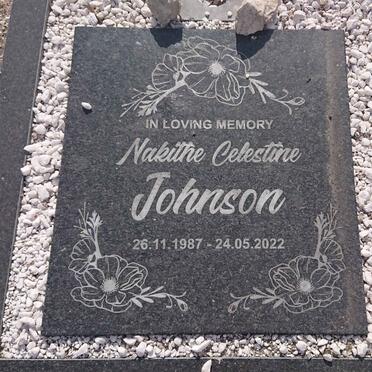 IN LOVING MEMORY
Nakithe Celestine
Johnson
26.11.1987 - 24.05.2022